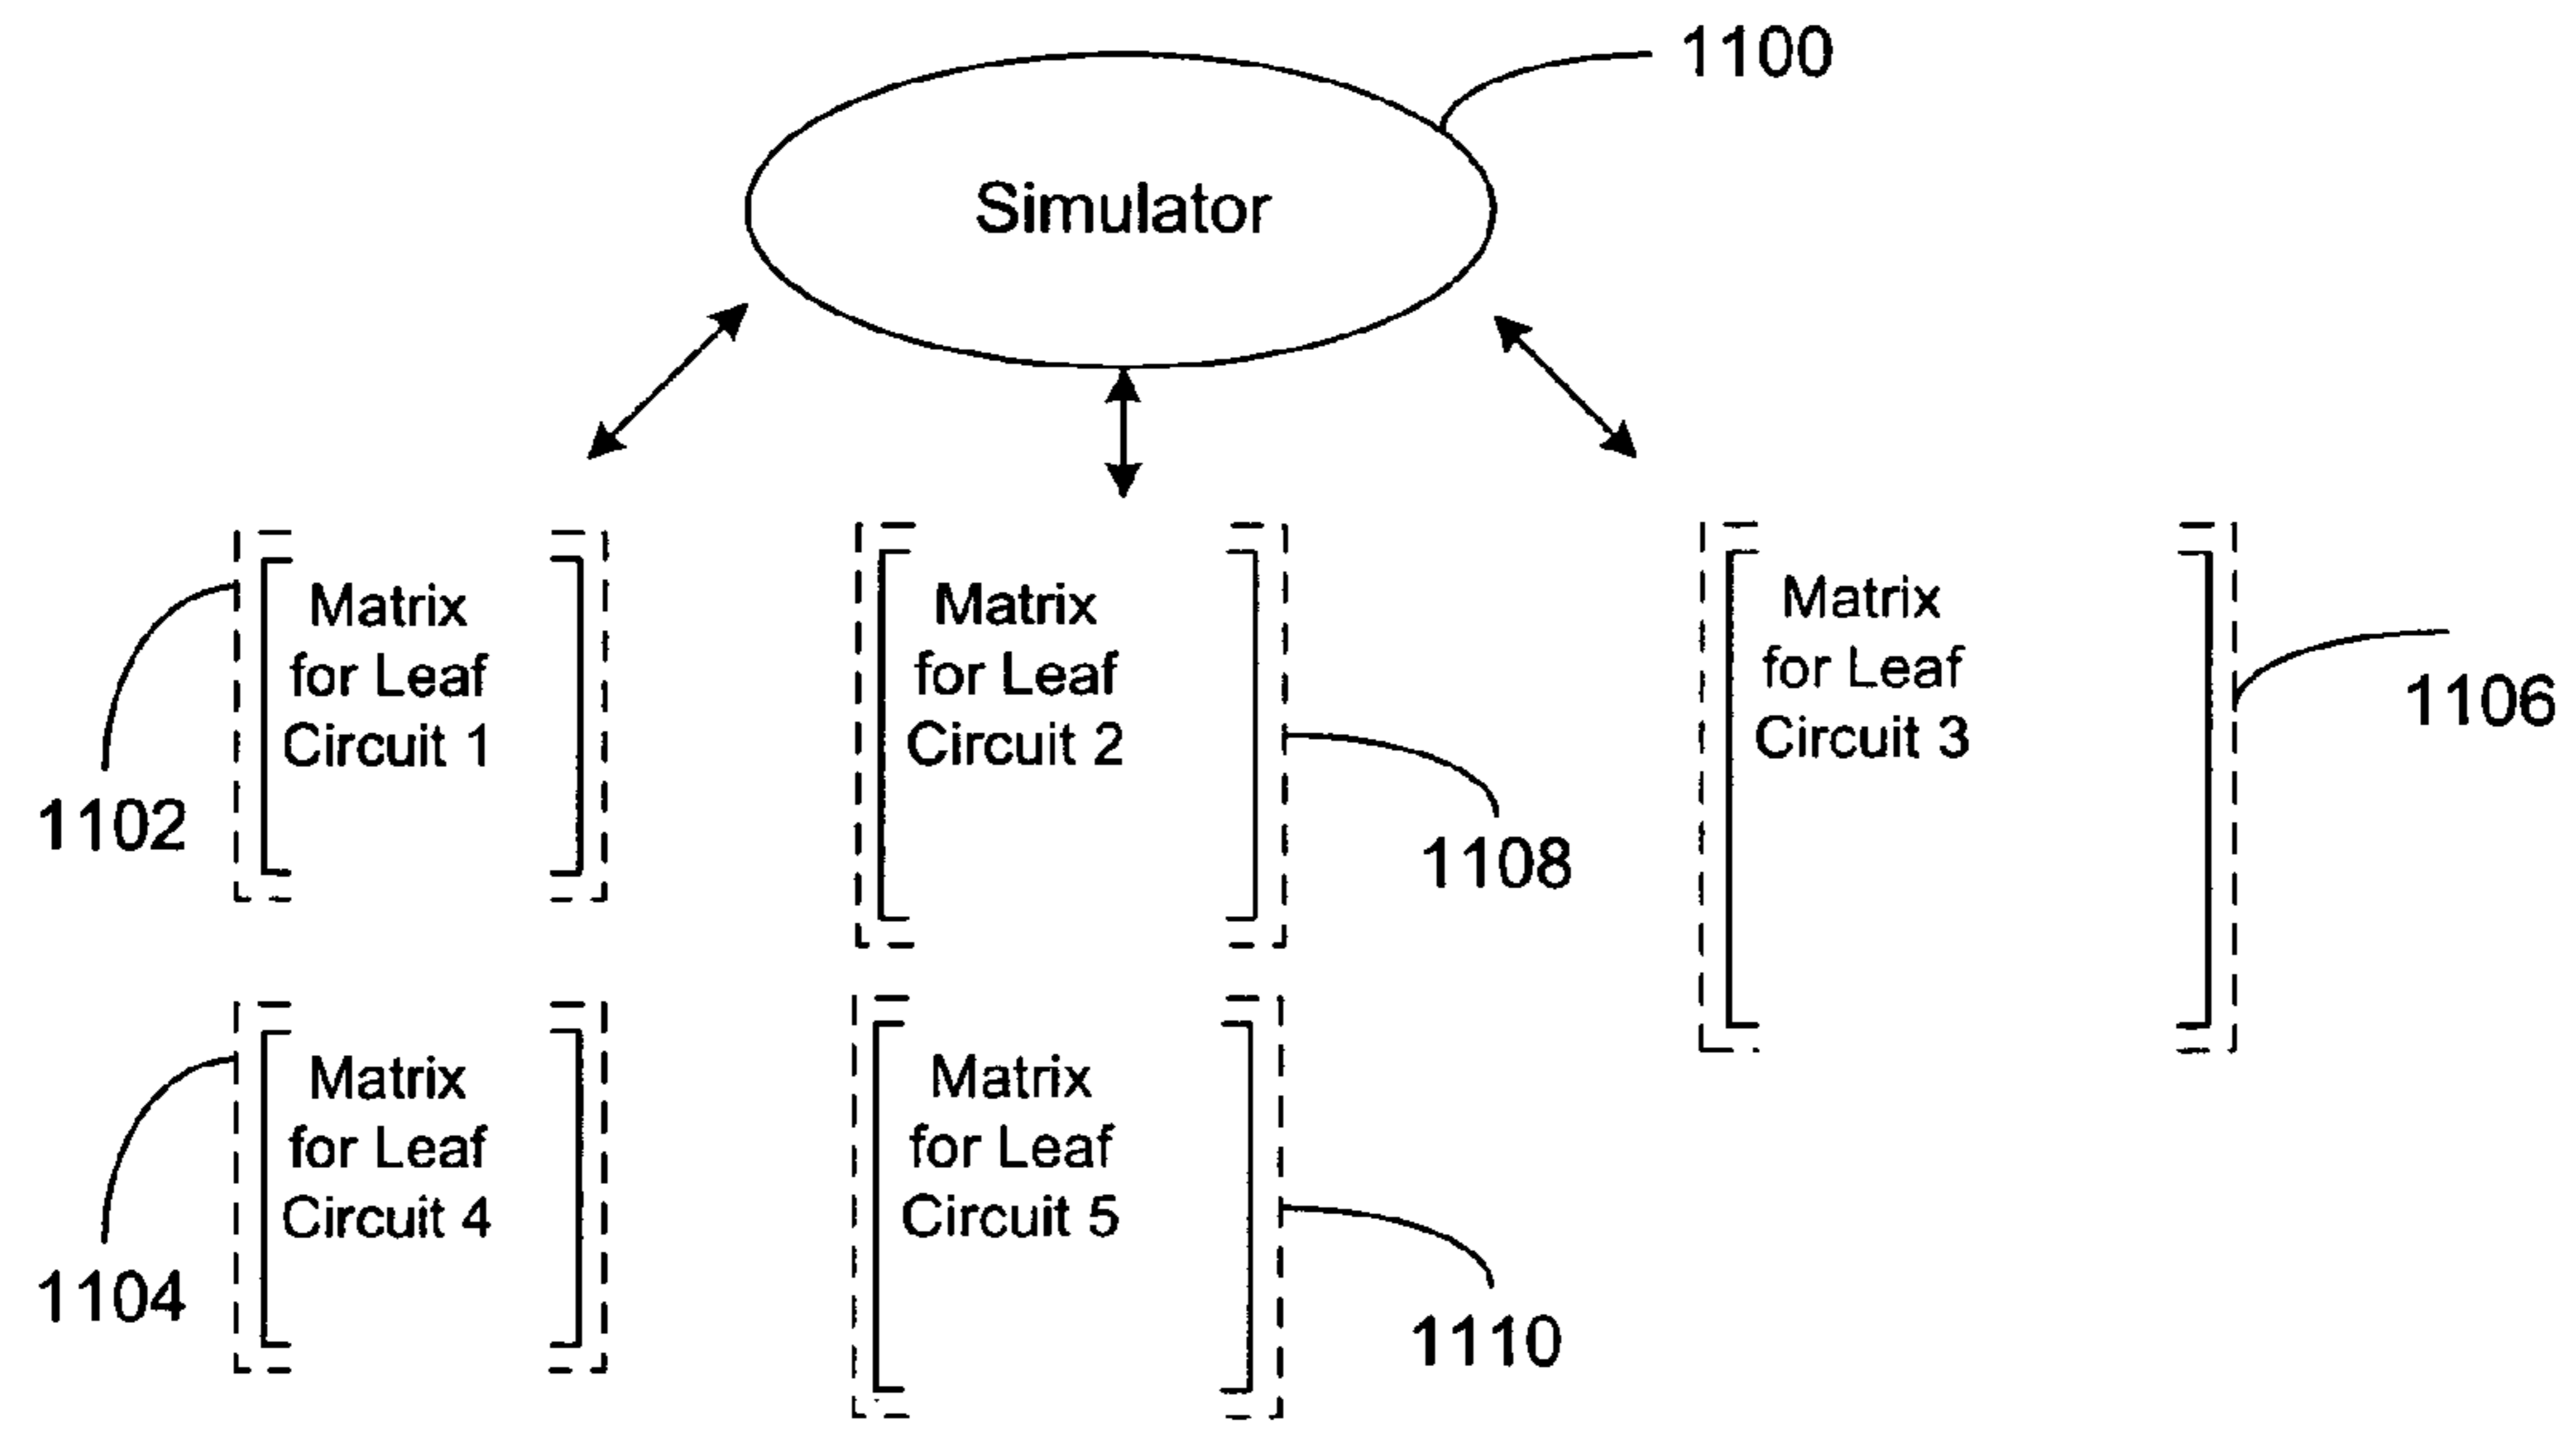 1100
Simulator
Matrix
for Leaf
Circuit 1
1102
Matrix
for Leaf
Circuit 2
1108
Matrix
for Leaf
Circuit 3
1106
Matrix
for Leaf
Circuit 4
1104
Matrix
for Leaf
Circuit 5
1110